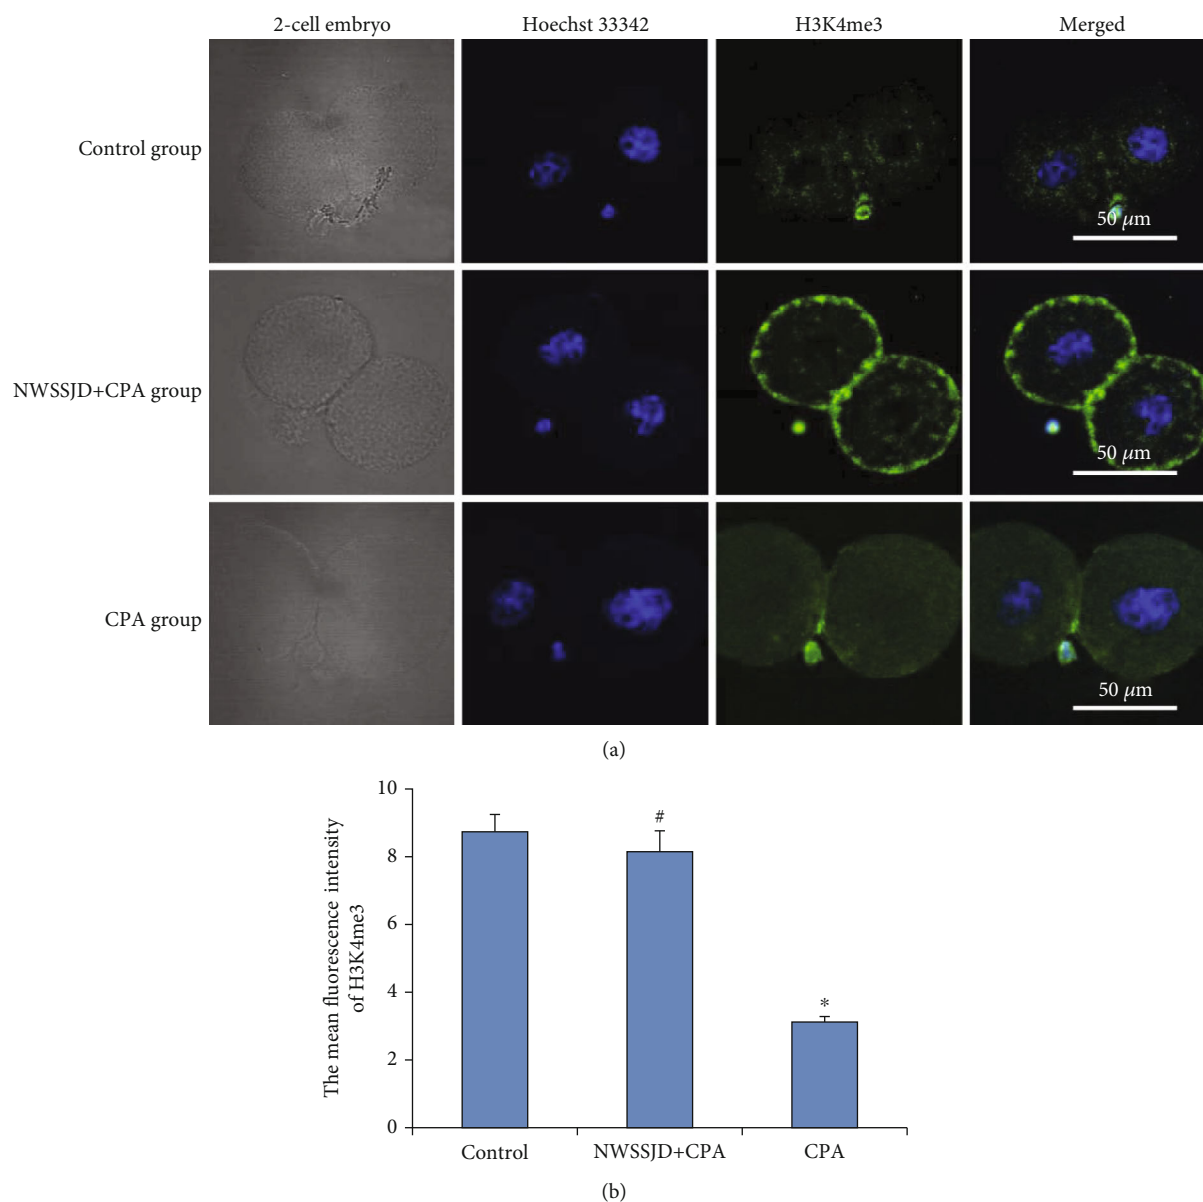 2-cell embryo Hoechst 33342 H3K4me3 Merged
Control group
50 μm
NWSSJD+CPA group
50 μm
CPA group
50 μm
(a)
The mean fluorescence intensity
of H3K4me3
10
8
6
4
2
0
#
*
Control NWSSJD+CPA CPA
(b)